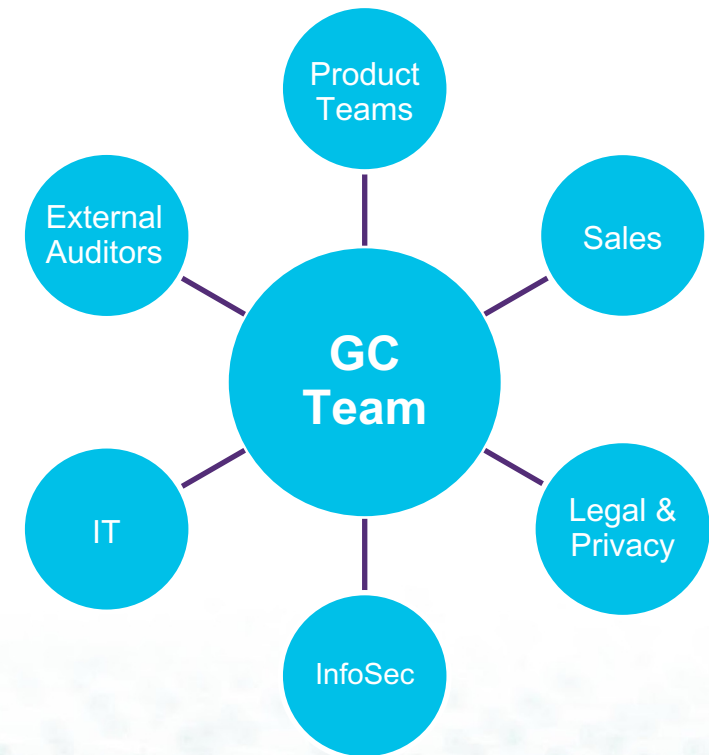 Product
Teams
External
Auditors
Sales
GC
Team
IT
Legal &
Privacy
InfoSec